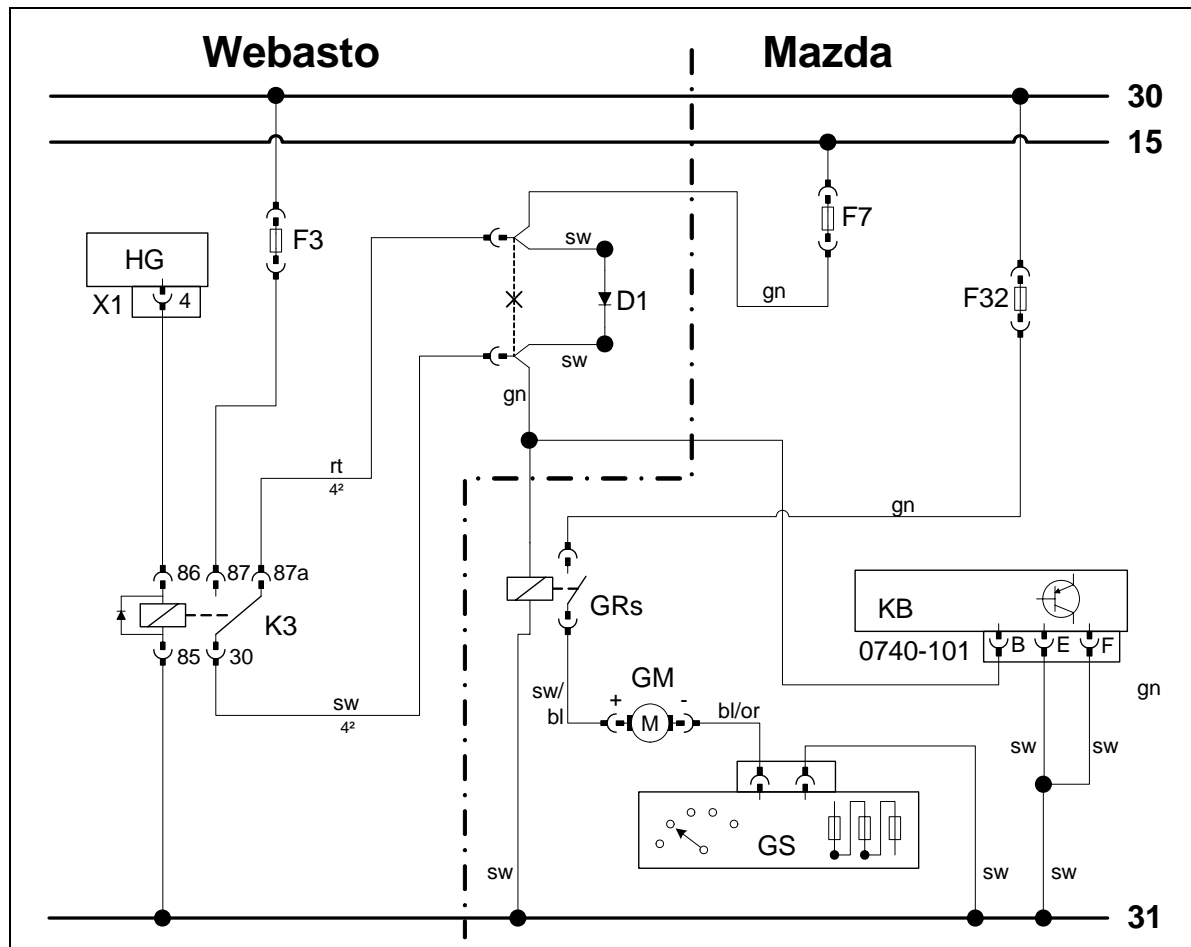 Webasto
Mazda
30
15
F3
F7
HG
X1
4
sw
D1
gn
F32
sw
gn
rt
4²
gn
86
87
87a
K3
GRs
KB
85
30
0740-101
B
E
F
sw
4²
sw/
bl
GM
+
-
M
bl/or
gn
sw
sw
GS
sw
sw
sw
31